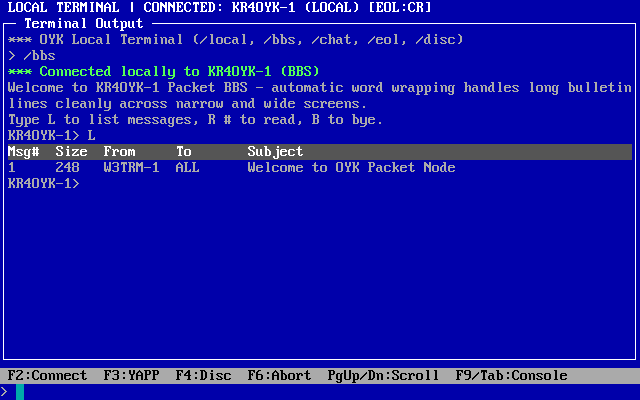 LOCAL TERMINAL | CONNECTED: KR4OYK-1 (LOCAL) [EOL:CR]
Terminal Output
*** OYK Local Terminal (/local, /bbs, /chat, /eol, /disc)
> /bbs
*** Connected locally to KR4OYK-1 (BBS)
Welcome to KR4OYK-1 Packet BBS - automatic word wrapping handles long bulletin
lines cleanly across narrow and wide screens.
Type L to list messages, R # to read, B to bye.
KR4OYK-1> L
Msg#  Size  From    To     Subject
1     248   W3TRM-1  ALL      Welcome to OYK Packet Node
KR4OYK-1>
F2:Connect  F3:YAPP  F4:Disc  F6:Abort  PgUp/Dn:Scroll  F9/Tab:Console
>